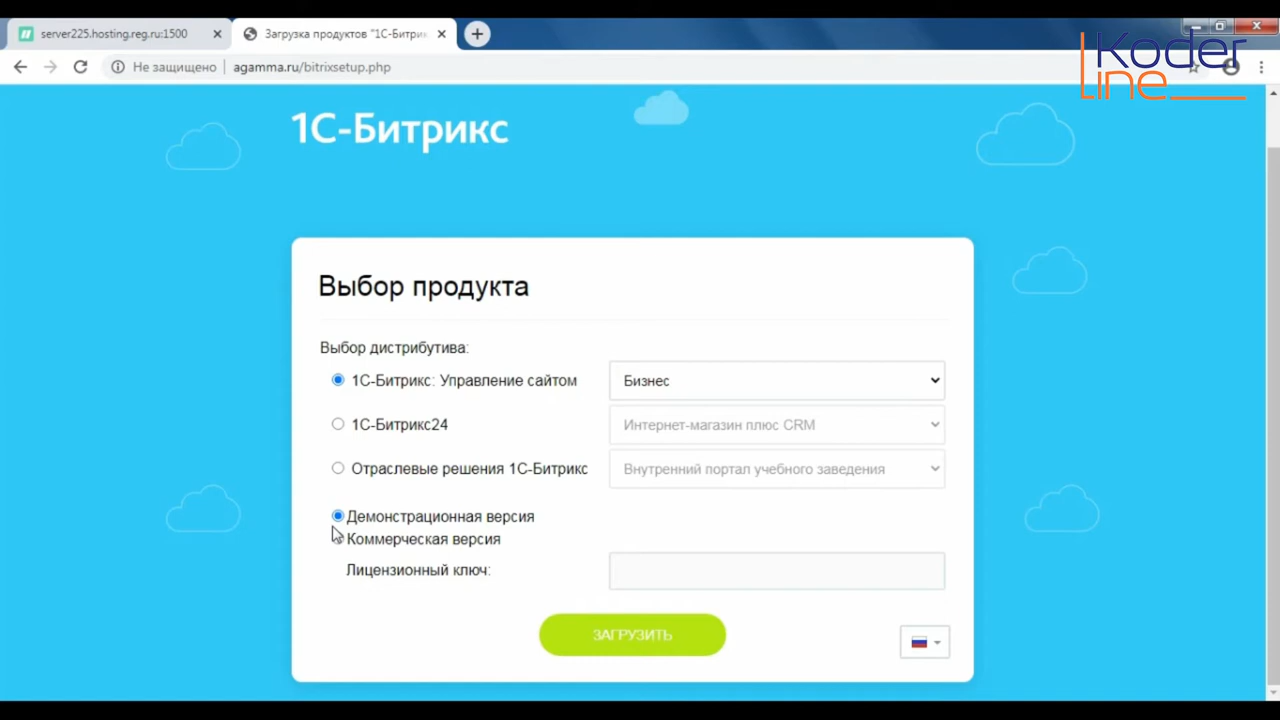 server225.hosting.reg.ru:1500
Загрузка продуктов "1С-Битрик
Koder
line
Не защищено
agamma.ru/bitrixsetup.php
1С-Битрикс
Выбор продукта
Выбор дистрибутива:
1С-Битрикс: Управление сайтом
Бизнес
1С-Битрикс24
Интернет-магазин плюс CRM
Отраслевые решения 1С-Битрикс
Внутренний портал учебного заведения
Демонстрационная версия
Коммерческая версия
Лицензионный ключ:
ЗАГРУЗИТЬ